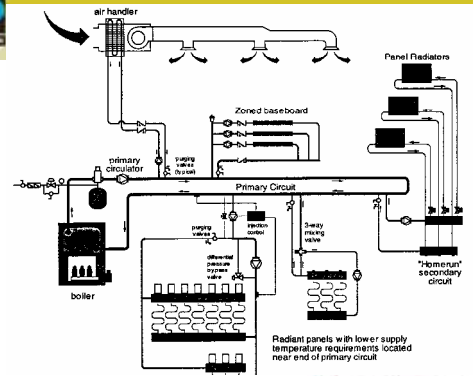 air handler
Panel Radiators
Zoned baseboard
primary
circulator
purging
valves
(typical)
Primary Circuit
purging
valves
injection
control
3-way
mixing
valve
differential
pressure
bypass
valve
boiler
"Homerun"
secondary
circuit
Radiant panels with lower supply
temperature requirements located
near end of primary circuit